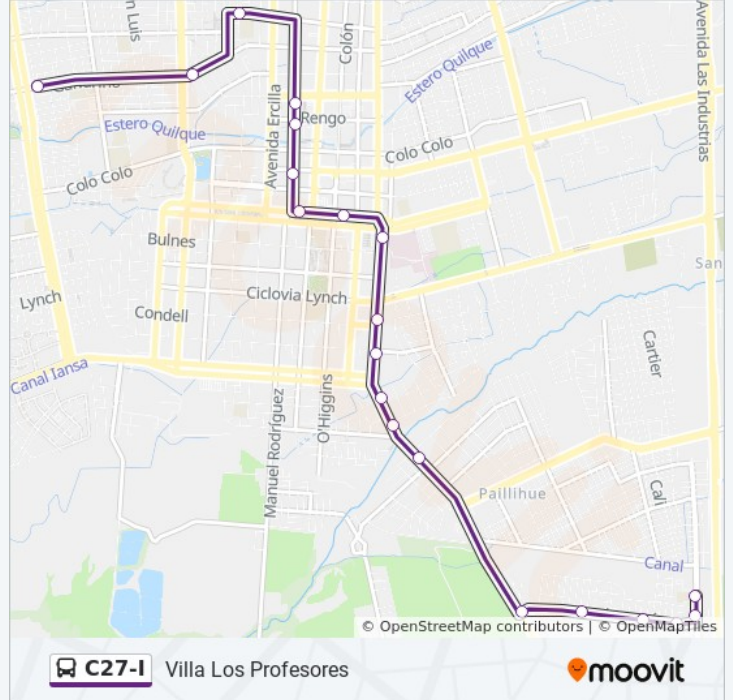 n Luis
Colón
Avenida Las Industrias
Estero Quilque
Avenida Ercilla
Rengo
Estero Quilque
Colo Colo
Colo Colo
Bulnes
San
Lynch
Ciclovia Lynch
Condell
Cartier
Canal Iansa
O'Higgins
Manuel Rodríguez
Paillihue
Cali
Canal
© OpenStreetMap contributors | © OpenMapTiles
C27-I Villa Los Profesores
moovit